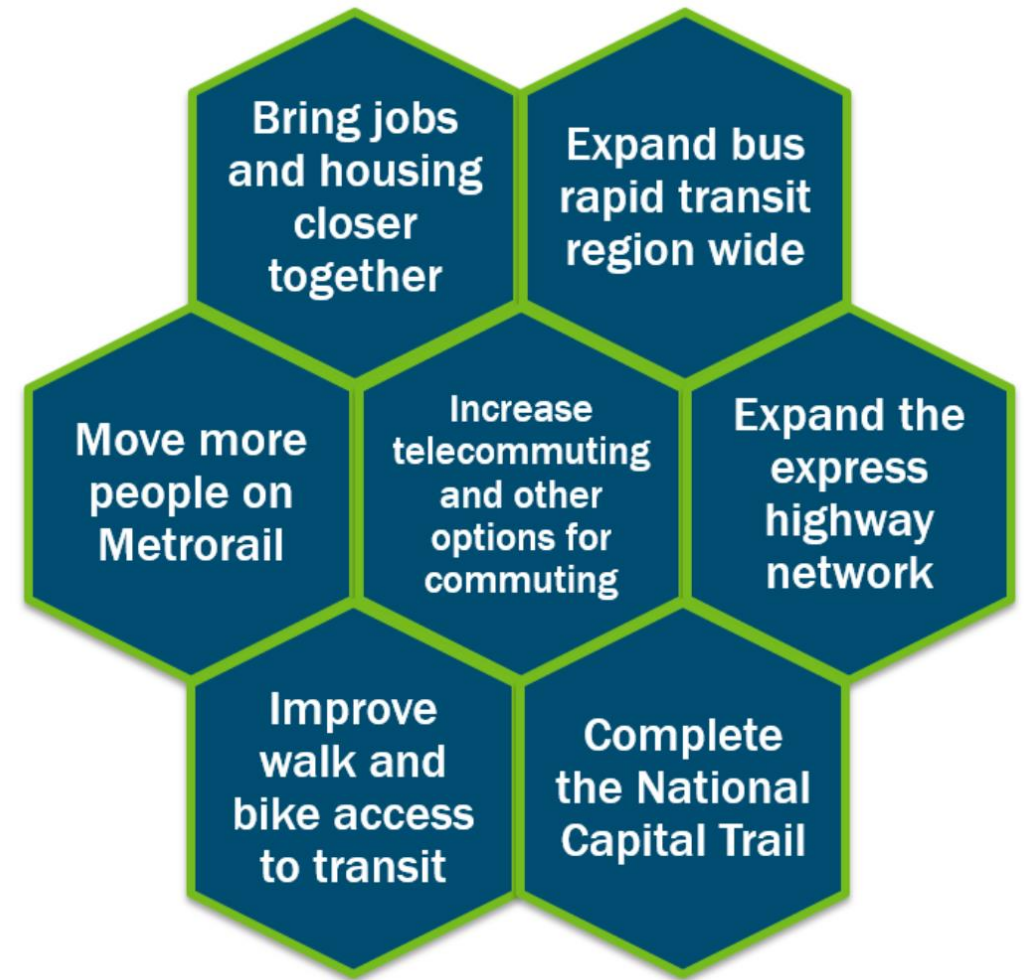 Bring jobs
and housing
closer
together
Expand bus
rapid transit
region wide
Move more
people on
Metrorail
Increase
telecommuting
and other
options for
commuting
Expand the
express
highway
network
Improve
walk and
bike access
to transit
Complete
the National
Capital Trail